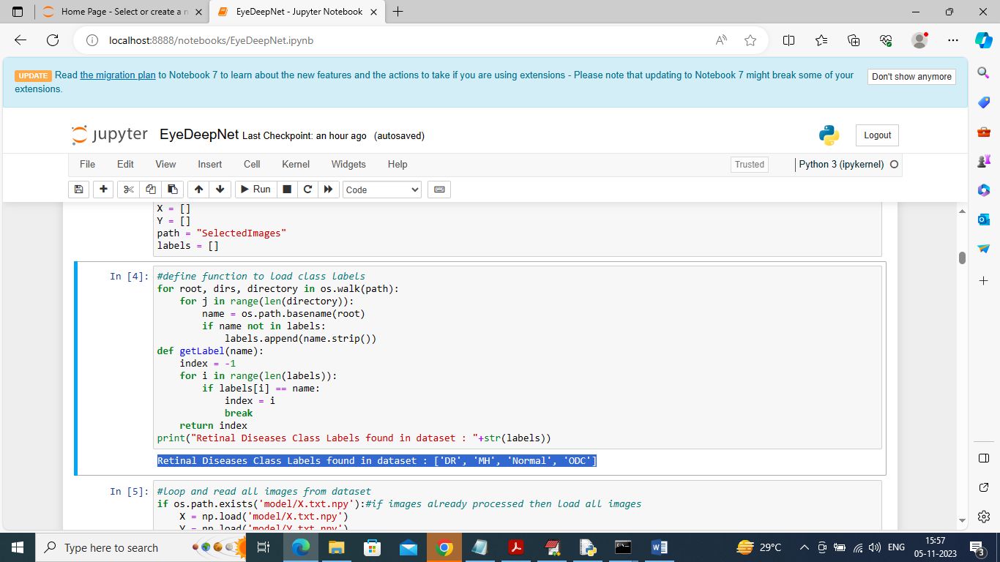 Home Page - Select or create a n
EyeDeepNet - Jupyter Notebook
localhost:8888/notebooks/EyeDeepNet.ipynb
UPDATE Read the migration plan to Notebook 7 to learn about the new features and the actions to take if you are using extensions - Please note that updating to Notebook 7 might break some of your
extensions.
Don't show anymore
jupyter EyeDeepNet Last Checkpoint: an hour ago (autosaved)
Logout
File Edit View Insert Cell Kernel Widgets Help
Trusted
Python 3 (ipykernel)
Run
Code
X = []
Y = []
path = "SelectedImages"
labels = []
In [4]:
#define function to load class labels
for root, dirs, directory in os.walk(path):
    for j in range(len(directory)):
        name = os.path.basename(root)
        if name not in labels:
            labels.append(name.strip())
def getLabel(name):
    index = -1
    for i in range(len(labels)):
        if labels[i] == name:
            index = i
            break
    return index
print("Retinal Diseases Class Labels found in dataset : "+str(labels))
Retinal Diseases Class Labels found in dataset : ['DR', 'MH', 'Normal', 'ODC']
In [5]:
#loop and read all images from dataset
if os.path.exists('model/X.txt.npy'):#if images already processed then load all images
    X = np.load('model/X.txt.npy')
    Y = np.load('model/Y.txt.npy')
Type here to search
29°C
ENG
15:57
05-11-2023
3